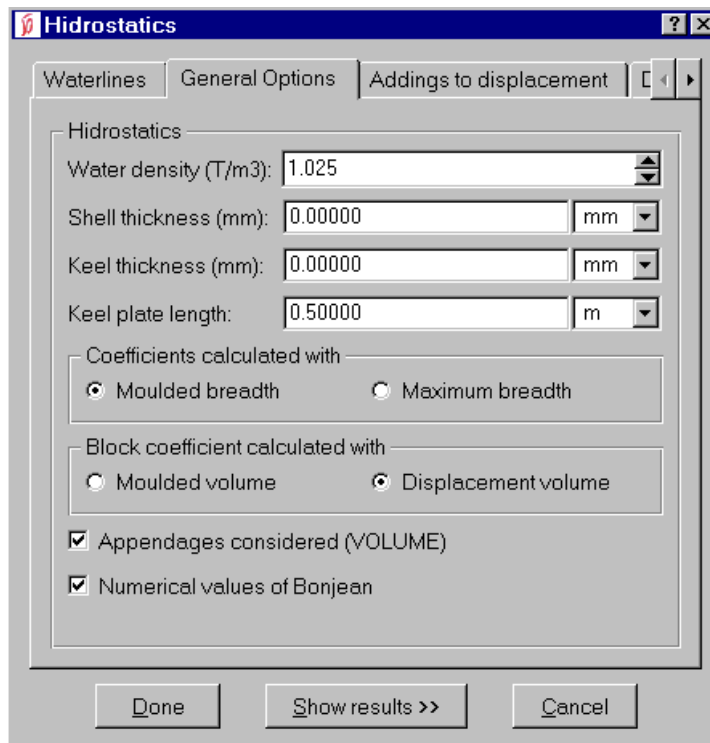 Hidrostatics
Waterlines General Options Addings to displacement
Hidrostatics
Water density (T/m3): 1.025
Shell thickness (mm): 0.00000 mm
Keel thickness (mm): 0.00000 mm
Keel plate length: 0.50000 m
Coefficients calculated with
Moulded breadth Maximum breadth
Block coefficient calculated with
Moulded volume Displacement volume
Appendages considered (VOLUME)
Numerical values of Bonjean
Done Show results >> Cancel